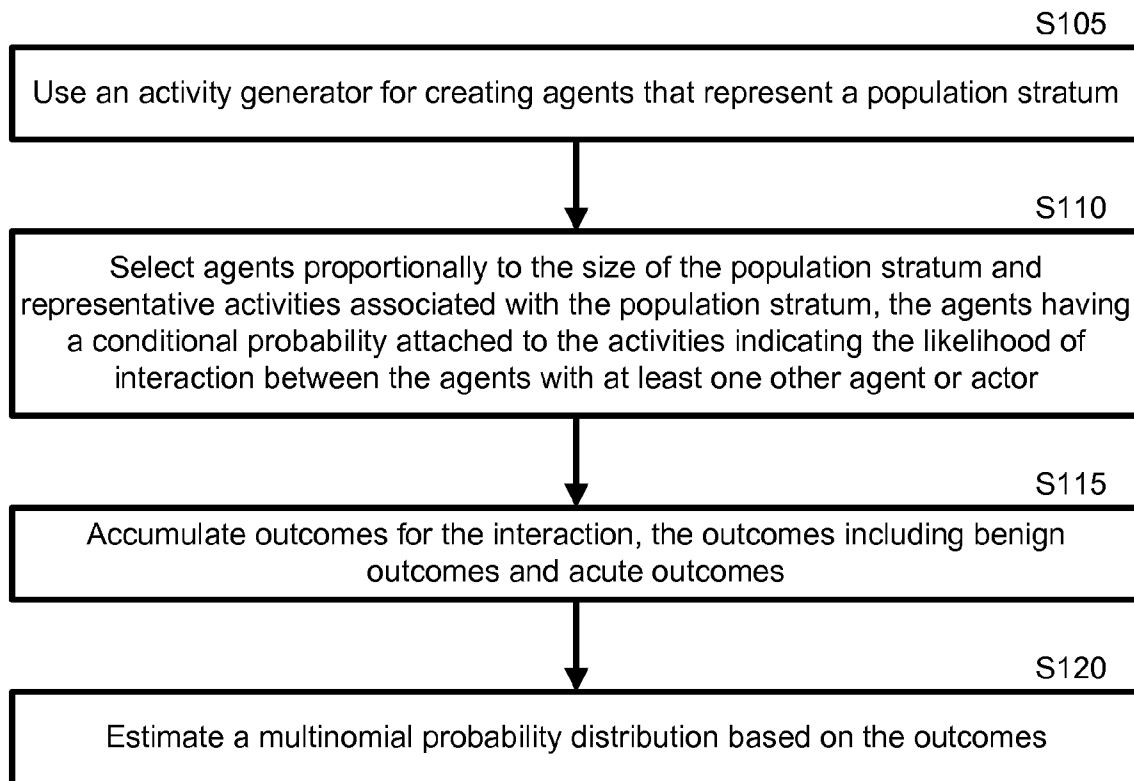 S105
Use an activity generator for creating agents that represent a population stratum
S110
Select agents proportionally to the size of the population stratum and
representative activities associated with the population stratum, the agents having
a conditional probability attached to the activities indicating the likelihood of
interaction between the agents with at least one other agent or actor
S115
Accumulate outcomes for the interaction, the outcomes including benign
outcomes and acute outcomes
S120
Estimate a multinomial probability distribution based on the outcomes